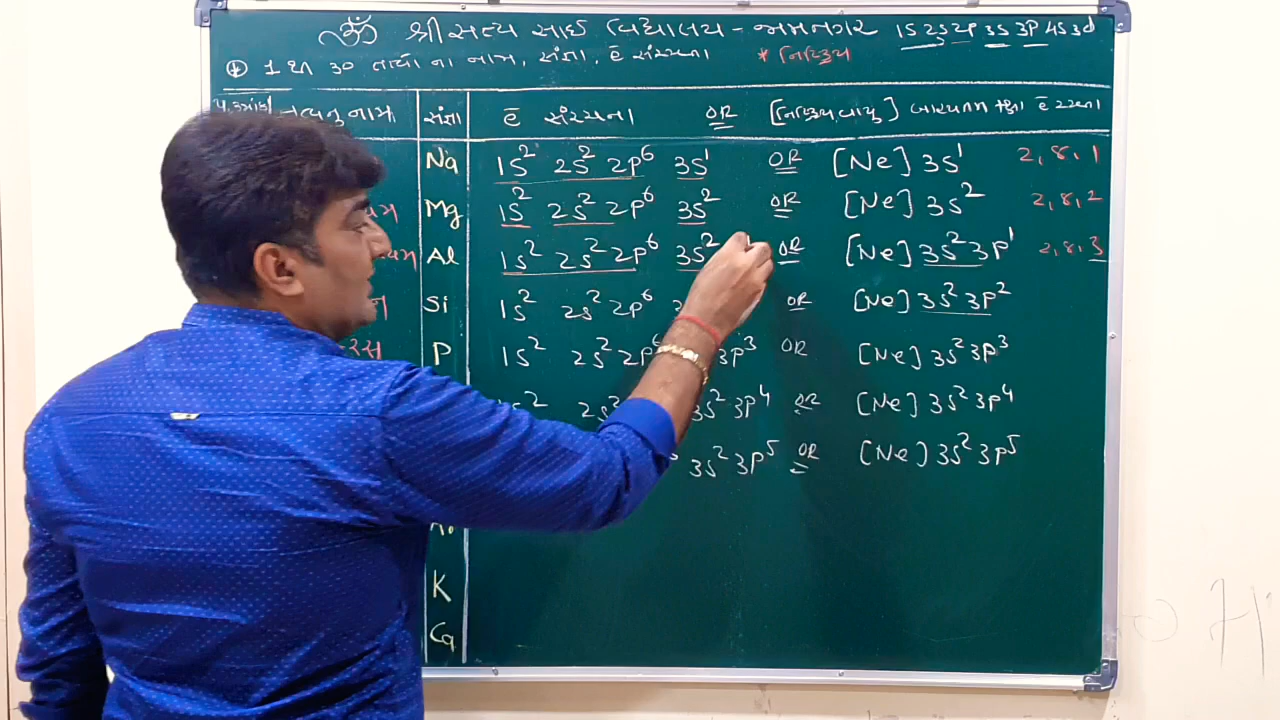 ૐ શ્રી સત્ય સાઈ વિદ્યાલય - જામનગર 1s 2s 2p 3s 3p 4s 3d
* 1 થી 30 તત્વો ના નામ, સંજ્ઞા, ē સંરચના * નિષ્ક્રિય
સંજ્ઞા ē સંરચના OR [નિષ્ક્રિય વાયુ] બાહ્યતમ ē રચના
Na 1s² 2s² 2p⁶ 3s¹ OR [Ne] 3s¹ 2,8,1
Mg 1s² 2s² 2p⁶ 3s² OR [Ne] 3s² 2,8,2
Al 1s² 2s² 2p⁶ 3s² OR [Ne] 3s² 3p¹ 2,8,3
Si 1s² 2s² 2p⁶ OR [Ne] 3s² 3p²
P 1s² 2s² 2p⁶ 3p³ OR [Ne] 3s² 3p³
3s² 3p⁴ OR [Ne] 3s² 3p⁴
3s² 3p⁵ OR [Ne] 3s² 3p⁵
K
Ca